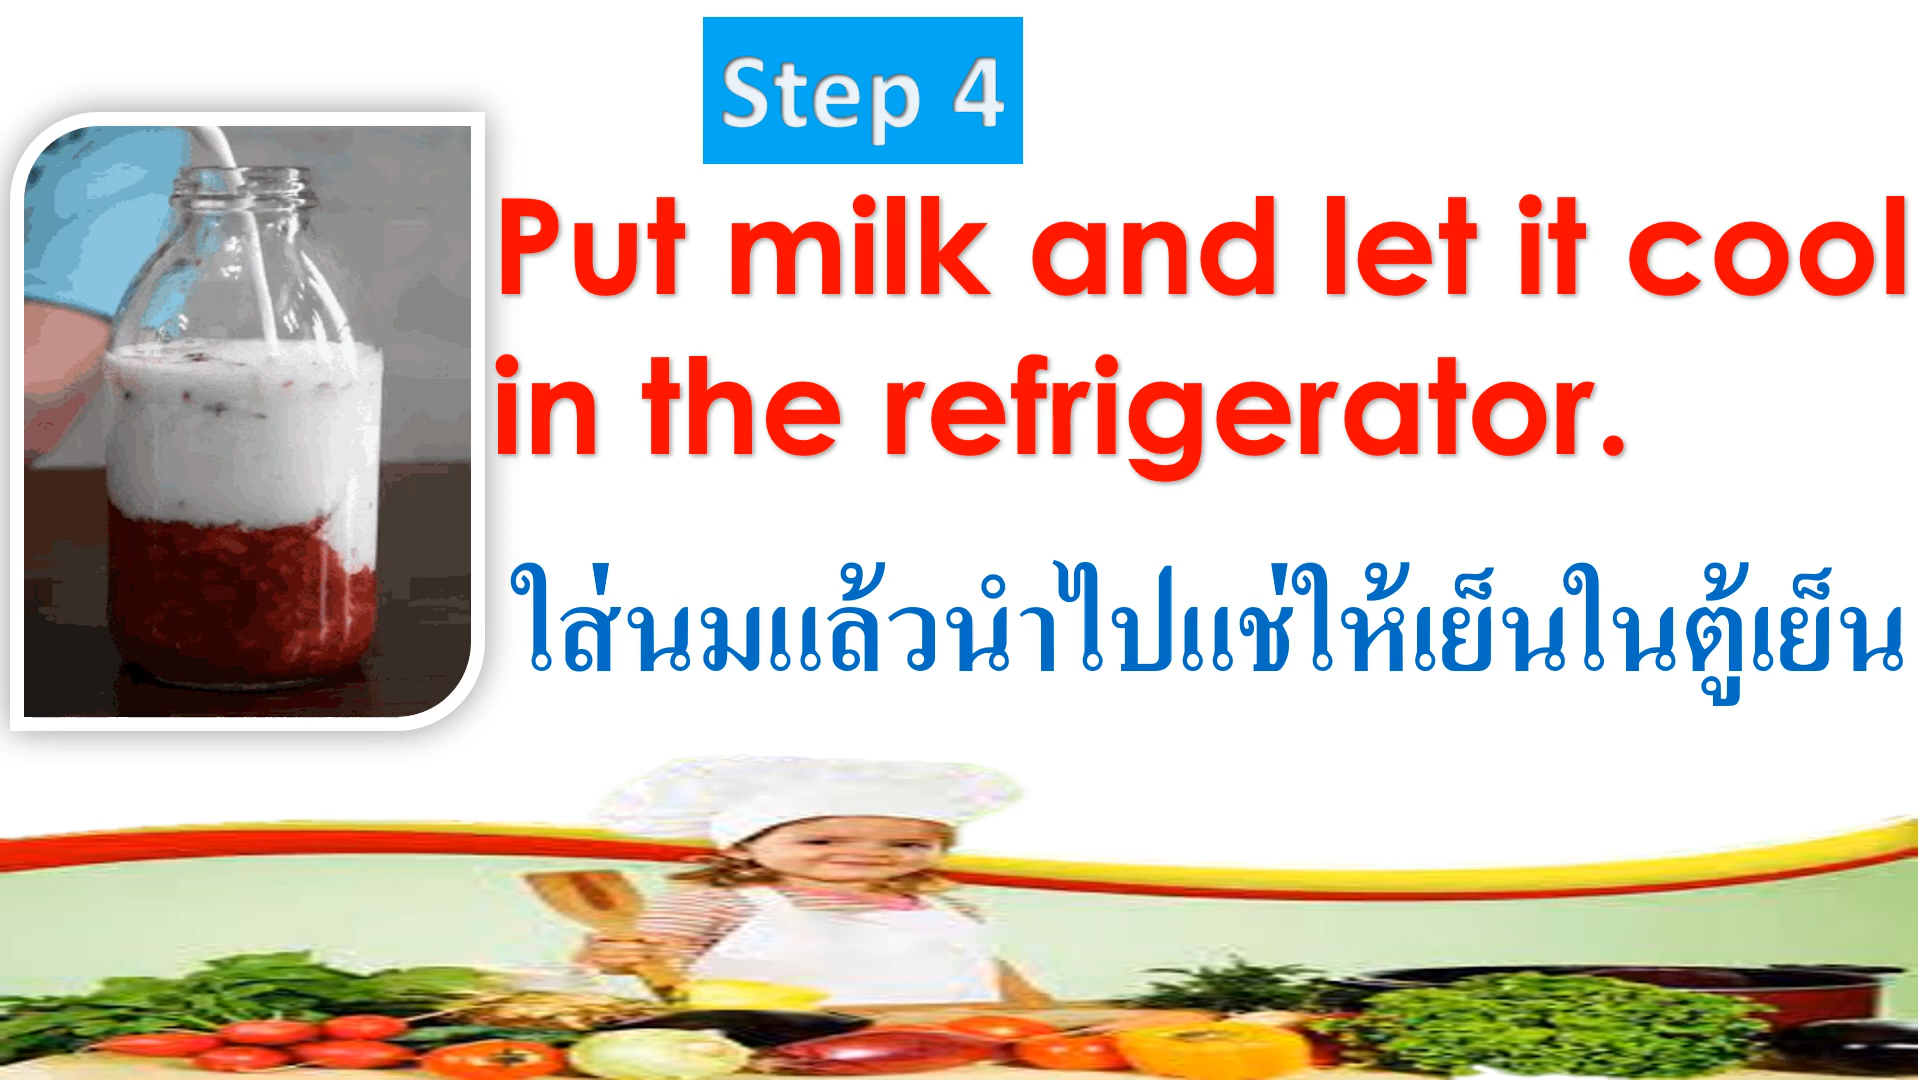 Step 4
Put milk and let it cool
in the refrigerator.
ใส่นมแล้วนำไปแช่ให้เย็นในตู้เย็น